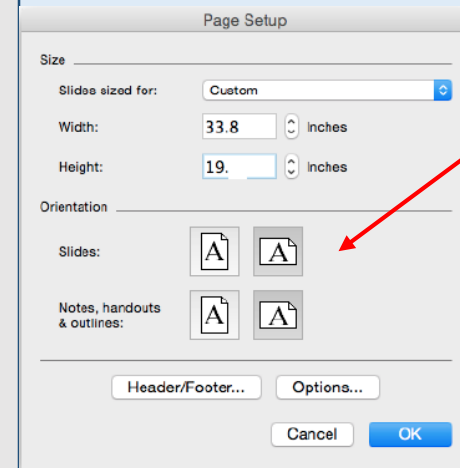 Page Setup
Size
Slides sized for: Custom
Width: 33.8 Inches
Height: 19. Inches
Orientation
Slides: A A
Notes, handouts
& outlines: A A
Header/Footer... Options...
Cancel OK